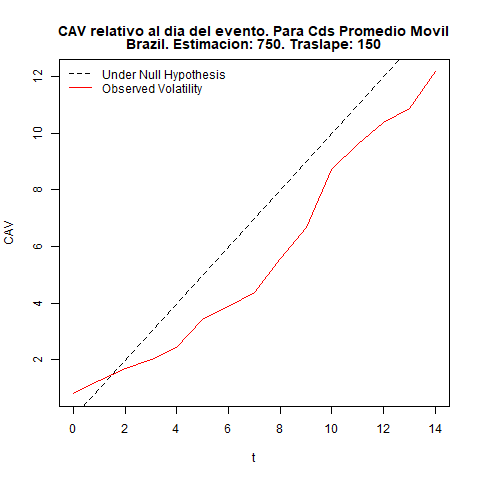 CAV relativo al dia del evento. Para Cds Promedio Movil
Brazil. Estimacion: 750. Traslape: 150
Under Null Hypothesis
Observed Volatility
CAV
12
10
8
6
4
2
0 2 4 6 8 10 12 14
t